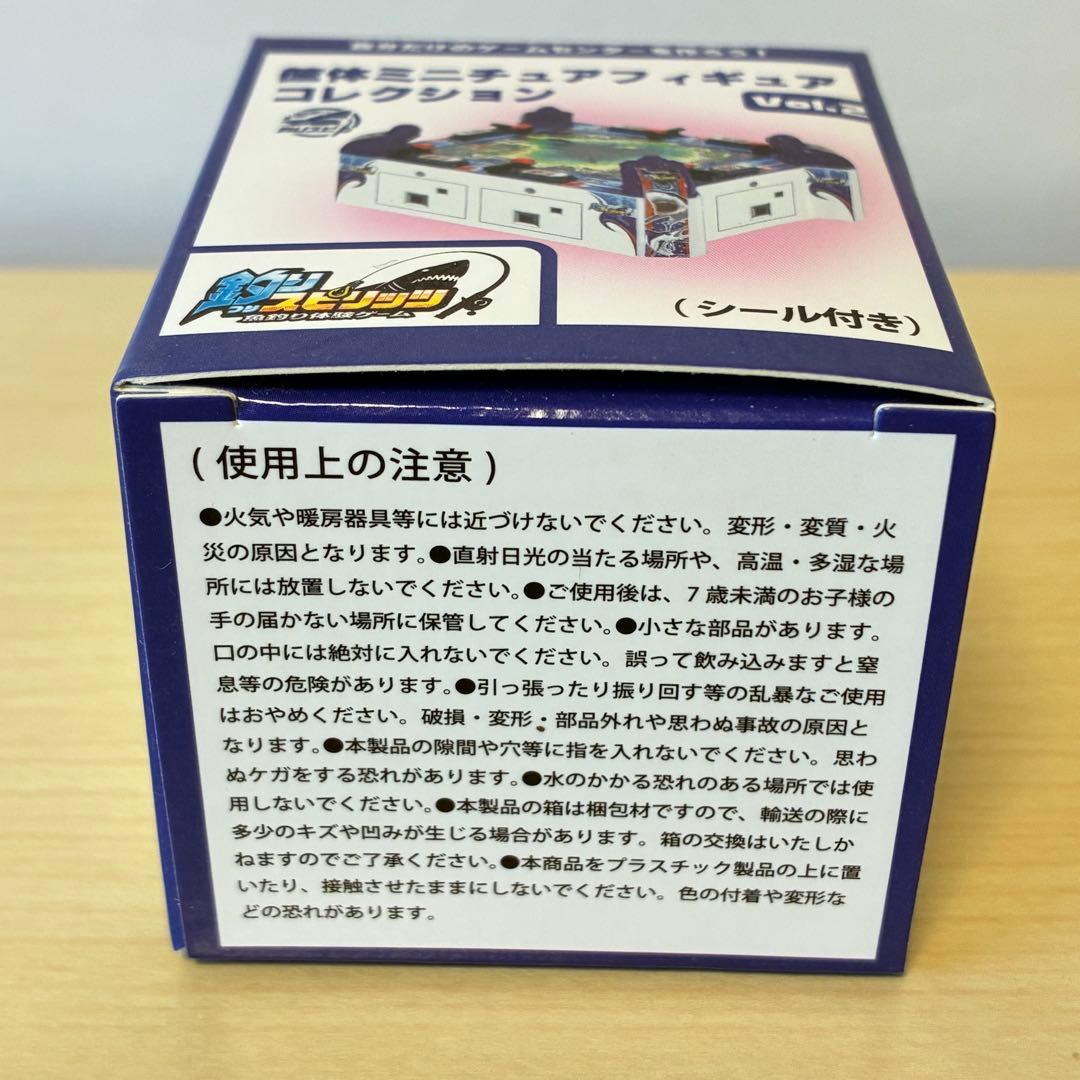 自分だけのゲームセンターを作ろう！
筐体ミニチュアフィギュア
コレクション
Vol.2
釣りスピリッツ
魚釣り体験ゲーム
(シール付き)
(使用上の注意)
●火気や暖房器具等には近づけないでください。変形・変質・火
災の原因となります。●直射日光の当たる場所や、高温・多湿な場
所には放置しないでください。●ご使用後は、7歳未満のお子様の
手の届かない場所に保管してください。●小さな部品があります。
口の中には絶対に入れないでください。誤って飲み込みますと窒
息等の危険があります。●引っ張ったり振り回す等の乱暴なご使用
はおやめください。破損・変形・部品外れや思わぬ事故の原因と
なります。●本製品の隙間や穴等に指を入れないでください。思わ
ぬケガをする恐れがあります。●水のかかる恐れのある場所では使
用しないでください。●本製品の箱は梱包材ですので、輸送の際に
多少のキズや凹みが生じる場合があります。箱の交換はいたしか
ねますのでご了承ください。●本商品をプラスチック製品の上に置
いたり、接触させたままにしないでください。色の付着や変形な
どの恐れがあります。